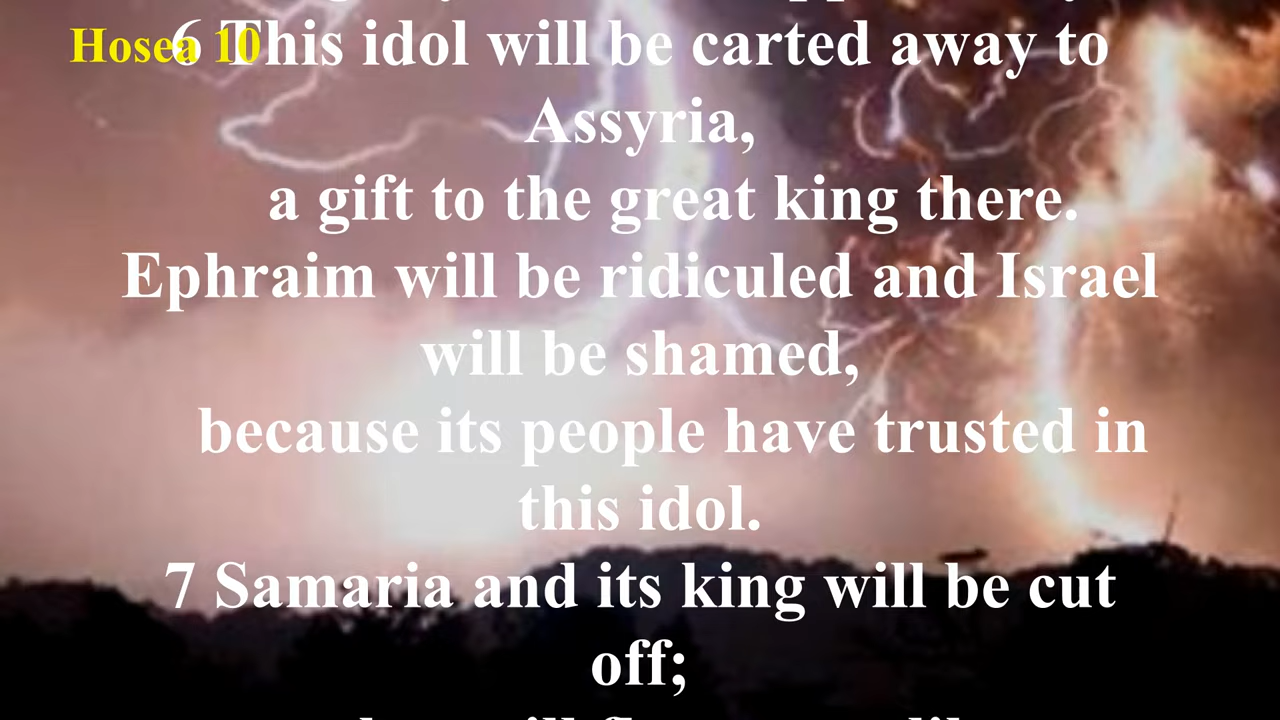 Hosea 10
6 This idol will be carted away to
Assyria,
a gift to the great king there.
Ephraim will be ridiculed and Israel
will be shamed,
because its people have trusted in
this idol.
7 Samaria and its king will be cut
off;